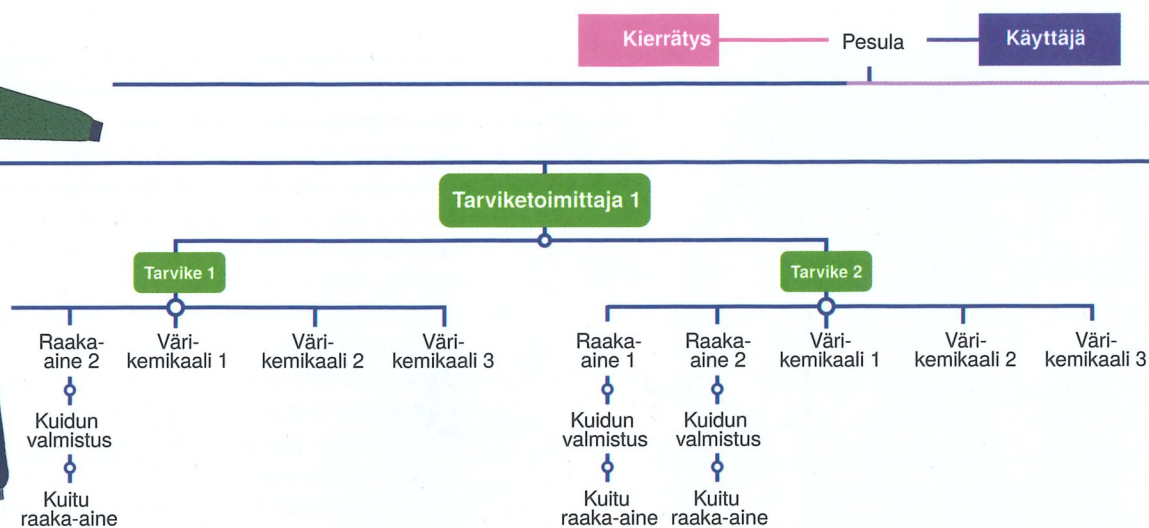 Kierrätys Pesula Käyttäjä
Tarviketoimittaja 1
Tarvike 1 Tarvike 2
Raaka-
aine 2
Väri-
kemikaali 1
Väri-
kemikaali 2
Väri-
kemikaali 3
Raaka-
aine 1
Raaka-
aine 2
Väri-
kemikaali 1
Väri-
kemikaali 2
Väri-
kemikaali 3
Kuidun
valmistus
Kuidun
valmistus
Kuidun
valmistus
Kuitu
raaka-aine
Kuitu
raaka-aine
Kuitu
raaka-aine